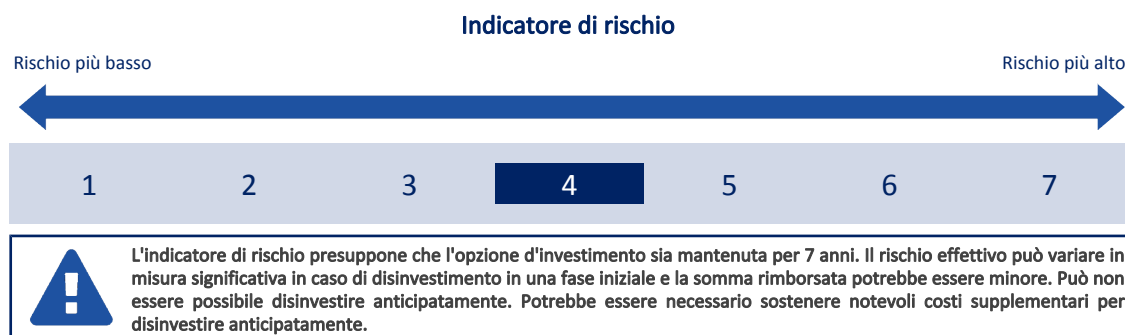 Indicatore di rischio
Rischio più basso Rischio più alto
1 2 3 4 5 6 7
L'indicatore di rischio presuppone che l'opzione d'investimento sia mantenuta per 7 anni. Il rischio effettivo può variare in
misura significativa in caso di disinvestimento in una fase iniziale e la somma rimborsata potrebbe essere minore. Può non
essere possibile disinvestire anticipatamente. Potrebbe essere necessario sostenere notevoli costi supplementari per
disinvestire anticipatamente.